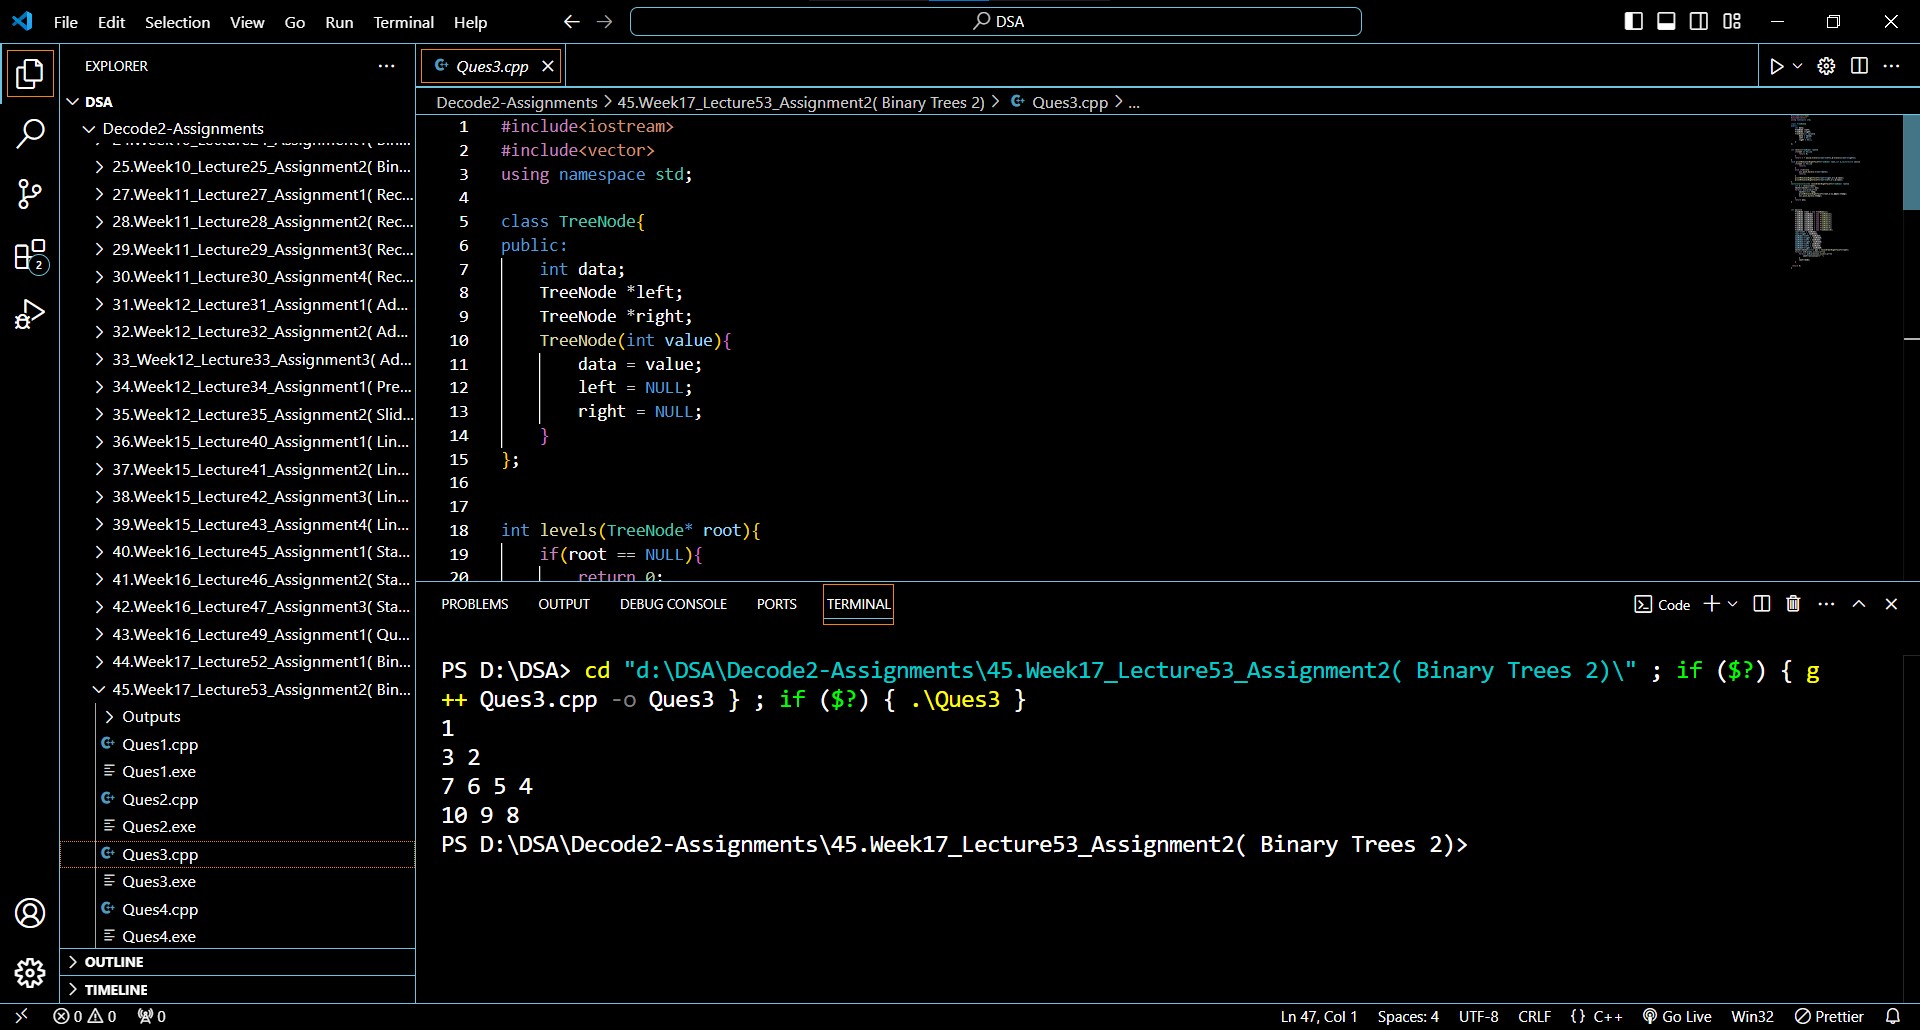 File Edit Selection View Go Run Terminal Help
DSA
EXPLORER
DSA
Decode2-Assignments
25.Week10_Lecture25_Assignment2( Bin...
27.Week11_Lecture27_Assignment1( Rec...
28.Week11_Lecture28_Assignment2( Rec...
29.Week11_Lecture29_Assignment3( Rec...
30.Week11_Lecture30_Assignment4( Rec...
31.Week12_Lecture31_Assignment1( Ad...
32.Week12_Lecture32_Assignment2( Ad...
33_Week12_Lecture33_Assignment3( Ad...
34.Week12_Lecture34_Assignment1( Pre...
35.Week12_Lecture35_Assignment2( Slid...
36.Week15_Lecture40_Assignment1( Lin...
37.Week15_Lecture41_Assignment2( Lin...
38.Week15_Lecture42_Assignment3( Lin...
39.Week15_Lecture43_Assignment4( Lin...
40.Week16_Lecture45_Assignment1( Sta...
41.Week16_Lecture46_Assignment2( Sta...
42.Week16_Lecture47_Assignment3( Sta...
43.Week16_Lecture49_Assignment1( Qu...
44.Week17_Lecture52_Assignment1( Bin...
45.Week17_Lecture53_Assignment2( Bin...
Outputs
Ques1.cpp
Ques1.exe
Ques2.cpp
Ques2.exe
Ques3.cpp
Ques3.exe
Ques4.cpp
Ques4.exe
OUTLINE
TIMELINE
2
Ques3.cpp
Decode2-Assignments > 45.Week17_Lecture53_Assignment2( Binary Trees 2) > Ques3.cpp > ...
1 #include<iostream>
2 #include<vector>
3 using namespace std;
4
5 class TreeNode{
6 public:
7 int data;
8 TreeNode *left;
9 TreeNode *right;
10 TreeNode(int value){
11 data = value;
12 left = NULL;
13 right = NULL;
14 }
15 };
16
17
18 int levels(TreeNode* root){
19 if(root == NULL){
20 return 0;
PROBLEMS OUTPUT DEBUG CONSOLE PORTS TERMINAL
Code
PS D:\DSA> cd "d:\DSA\Decode2-Assignments\45.Week17_Lecture53_Assignment2( Binary Trees 2)\" ; if ($?) { g
++ Ques3.cpp -o Ques3 } ; if ($?) { .\Ques3 }
1
3 2
7 6 5 4
10 9 8
PS D:\DSA\Decode2-Assignments\45.Week17_Lecture53_Assignment2( Binary Trees 2)>
0 0 0
Ln 47, Col 1 Spaces: 4 UTF-8 CRLF {} C++ Go Live Win32 Prettier